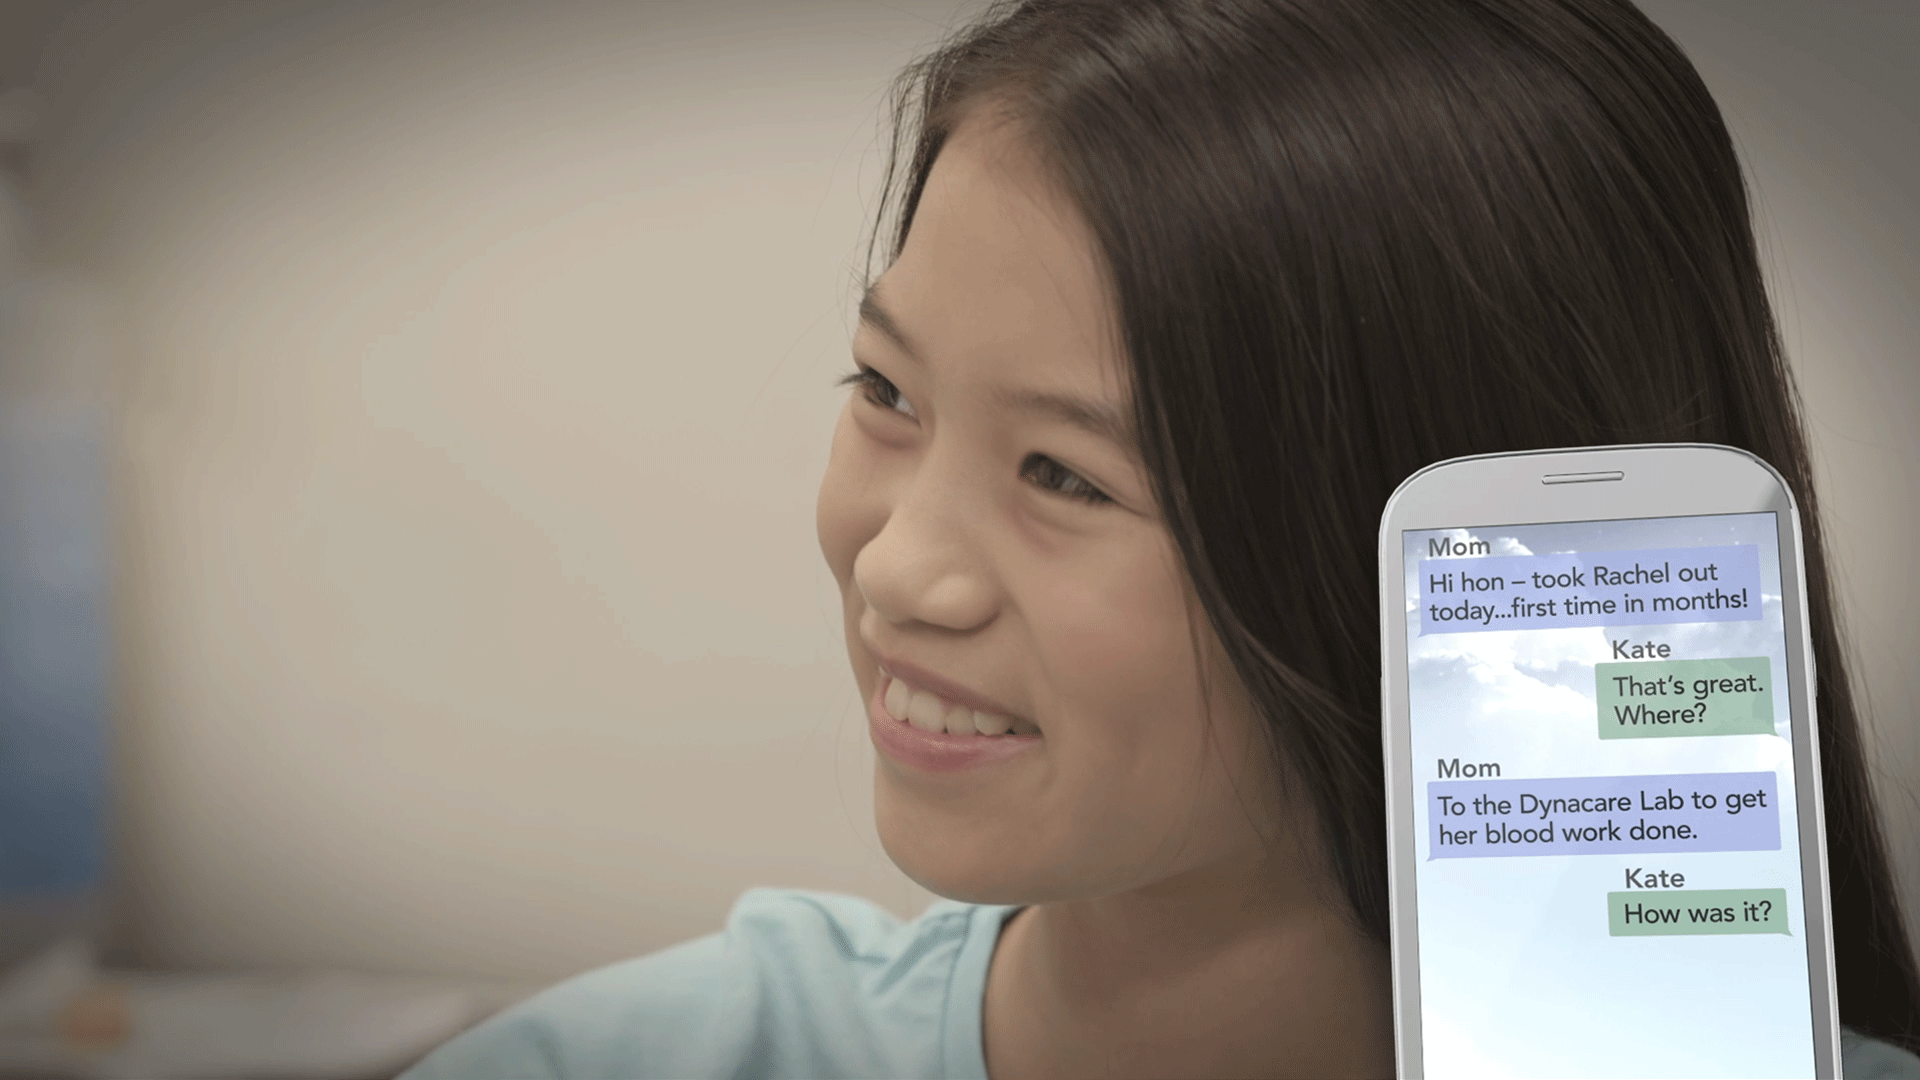 Mom
Hi hon – took Rachel out
today...first time in months!
Kate
That's great.
Where?
Mom
To the Dynacare Lab to get
her blood work done.
Kate
How was it?